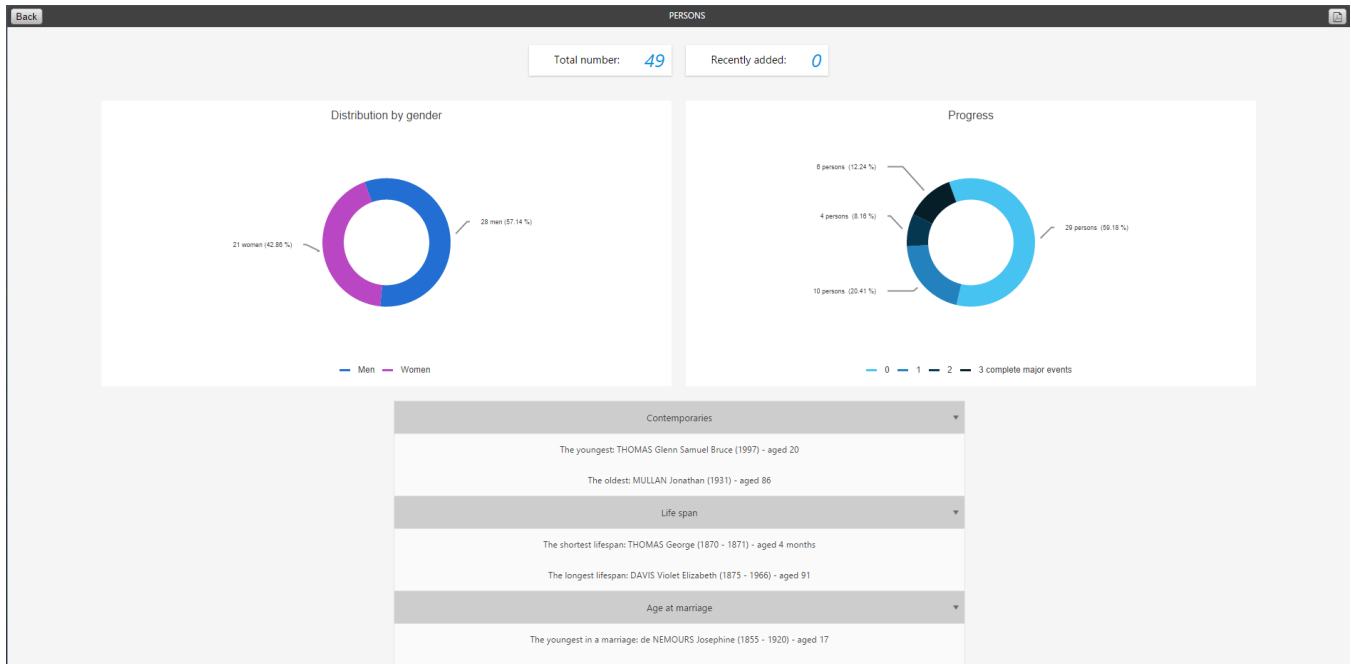 Back
PERSONS
Total number: 49
Recently added: 0
Distribution by gender
28 men (57.14 %)
21 women (42.86 %)
Men
Women
Progress
6 persons (12.24 %)
4 persons (8.16 %)
29 persons (59.18 %)
10 persons (20.41 %)
0
1
2
3 complete major events
Contemporaries
The youngest: THOMAS Glenn Samuel Bruce (1997) - aged 20
The oldest: MULLAN Jonathan (1931) - aged 86
Life span
The shortest lifespan: THOMAS George (1870 - 1871) - aged 4 months
The longest lifespan: DAVIS Violet Elizabeth (1875 - 1966) - aged 91
Age at marriage
The youngest in a marriage: de NEMOURS Josephine (1855 - 1920) - aged 17